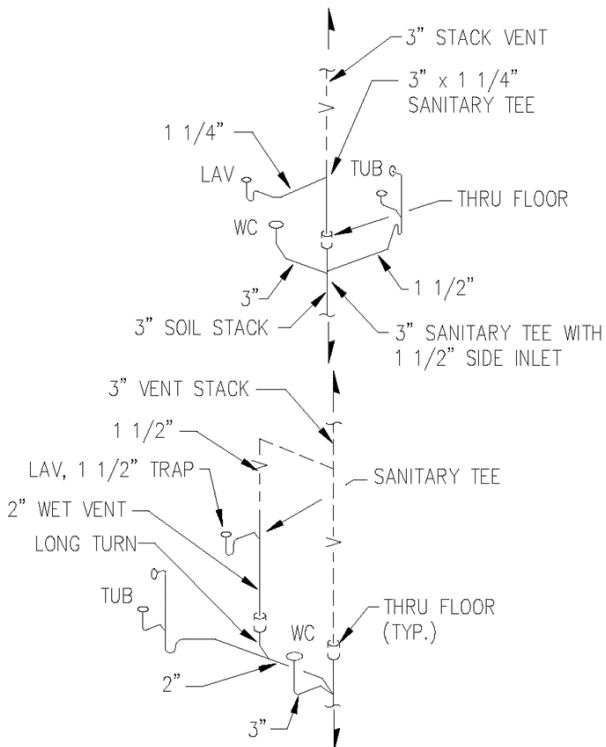 3" STACK VENT
3" x 1 1/4"
SANITARY TEE
1 1/4"
LAV
TUB
THRU FLOOR
WC
3"
1 1/2"
3" SOIL STACK
3" SANITARY TEE WITH
1 1/2" SIDE INLET
3" VENT STACK
1 1/2"
LAV, 1 1/2" TRAP
SANITARY TEE
2" WET VENT
LONG TURN
TUB
THRU FLOOR
(TYP.)
WC
2"
3"